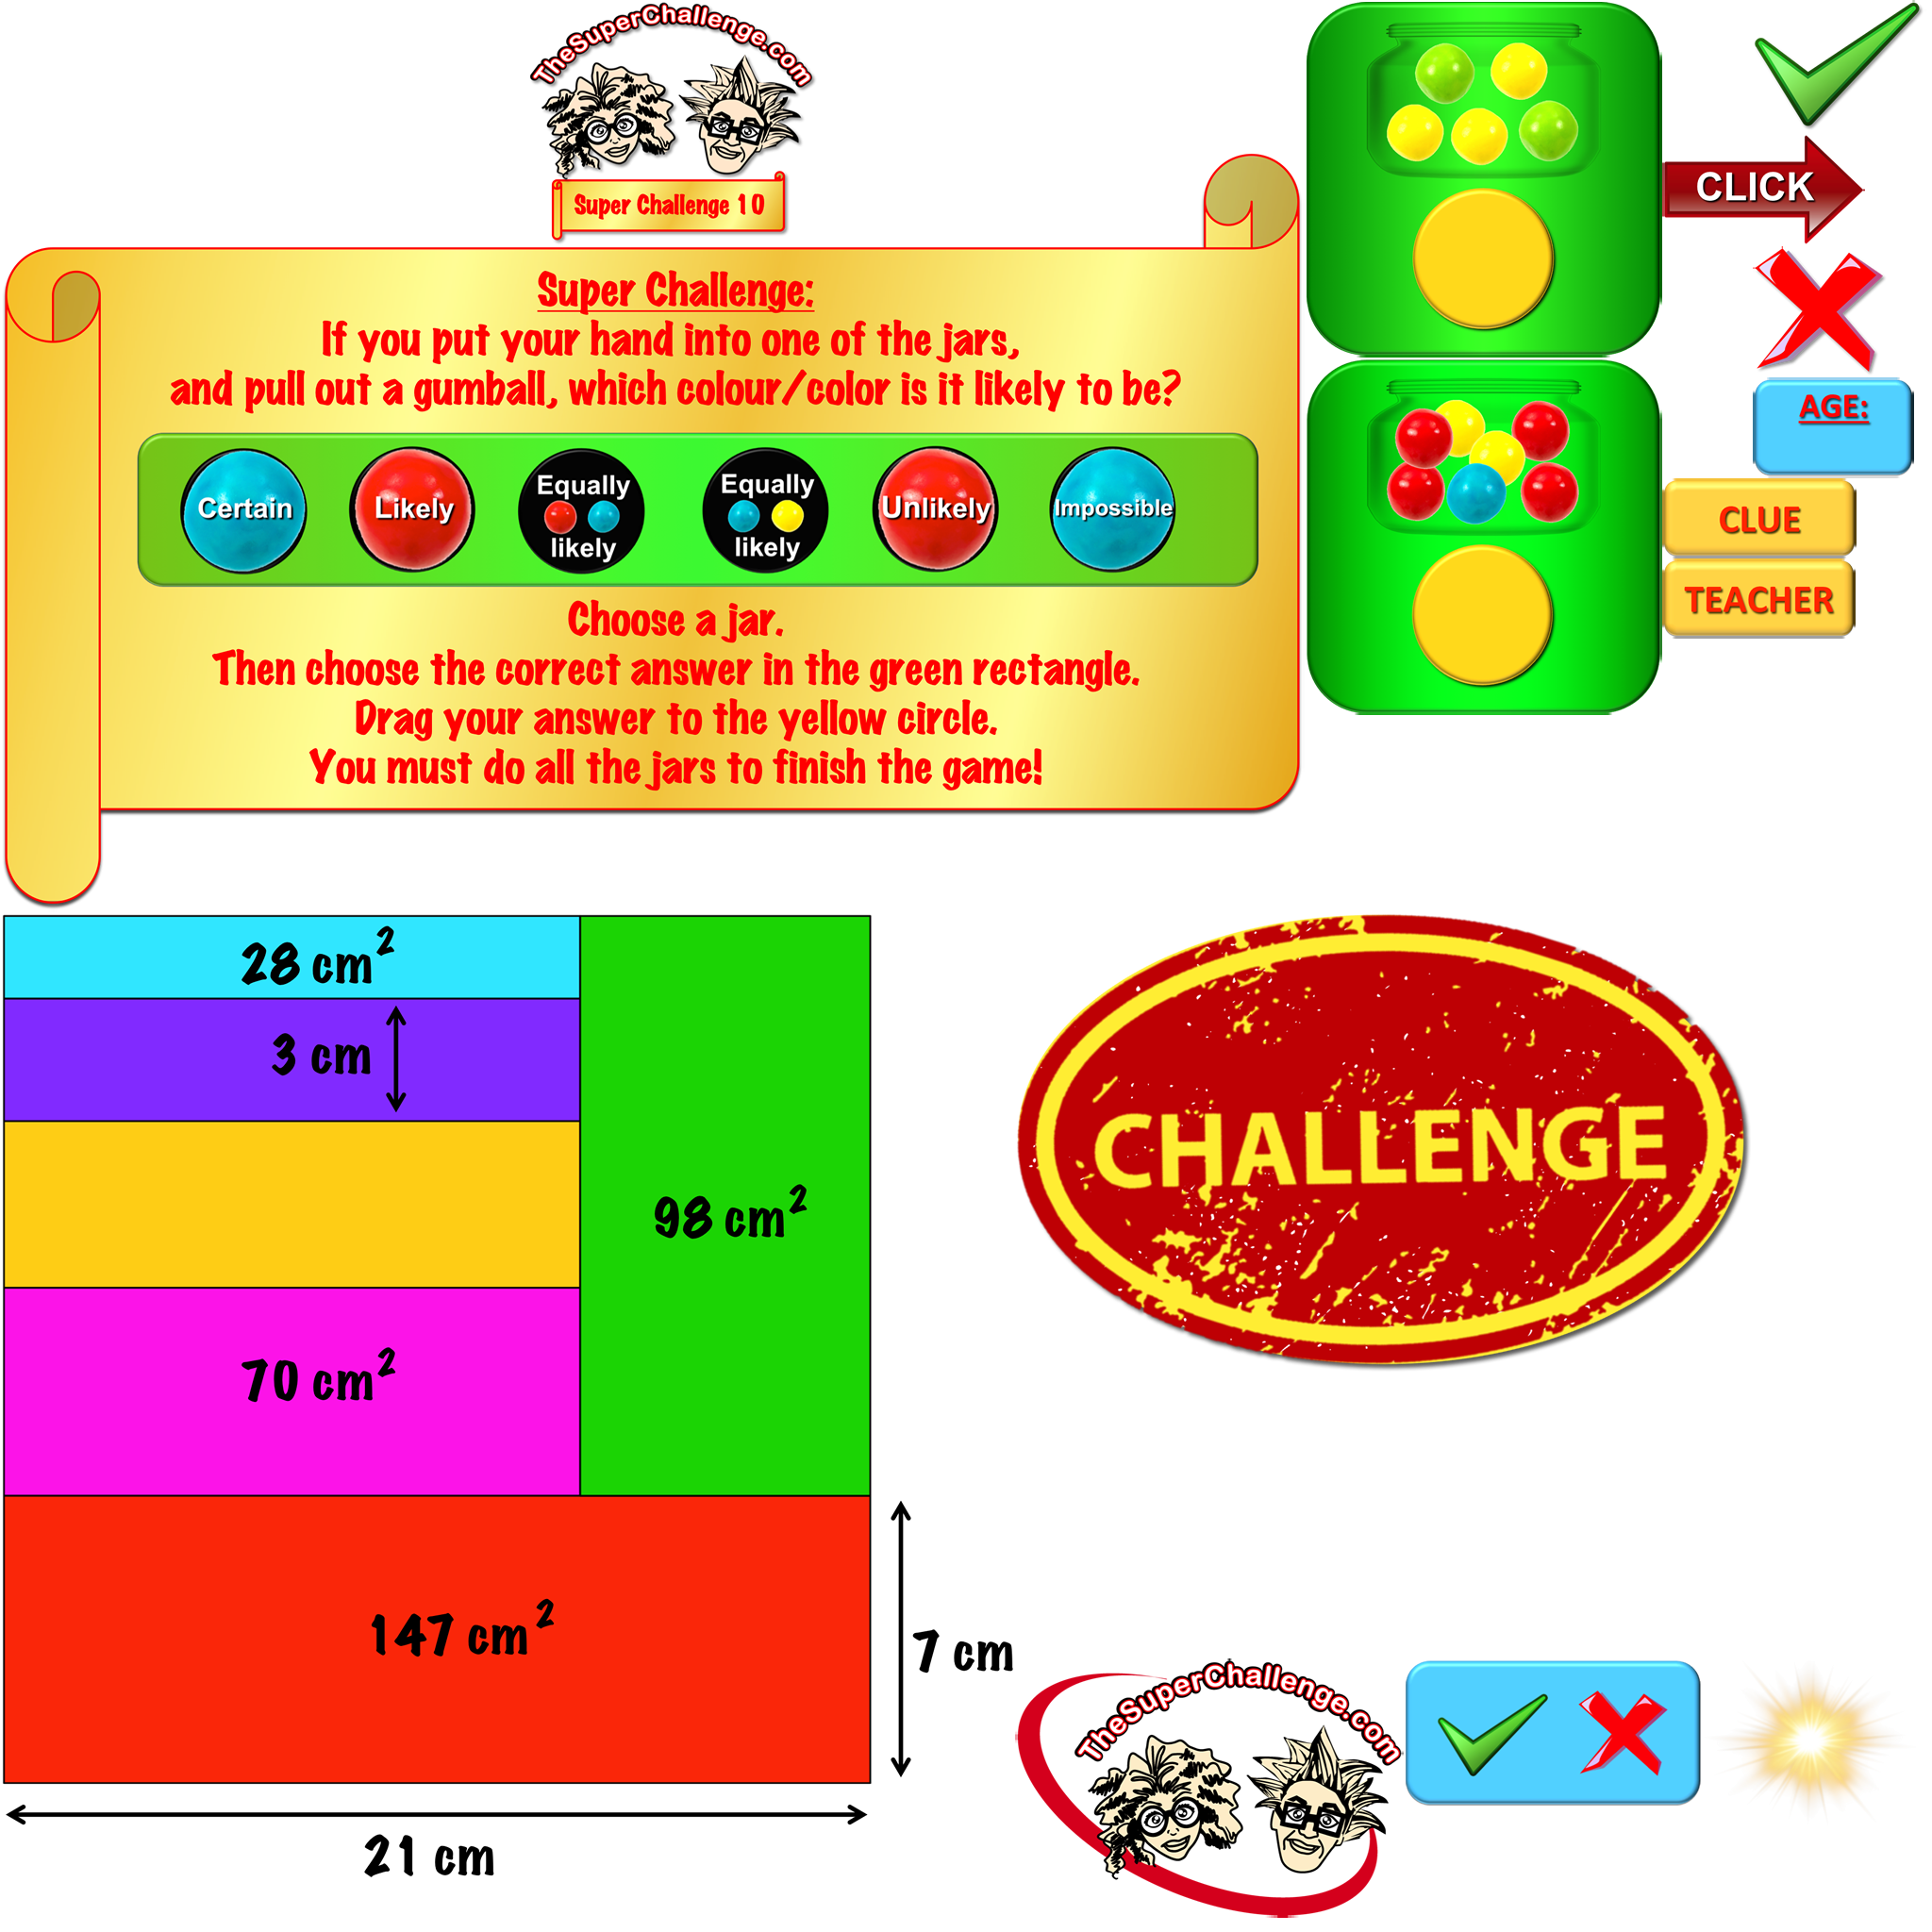 TheSuperChallenge.com
Super Challenge 10
Super Challenge:
If you put your hand into one of the jars,
and pull out a gumball, which colour/color is it likely to be?
Certain
Likely
Equally
likely
Equally
likely
Unlikely
Impossible
Choose a jar.
Then choose the correct answer in the green rectangle.
Drag your answer to the yellow circle.
You must do all the jars to finish the game!
CLICK
AGE:
CLUE
TEACHER
28 cm²
3 cm
98 cm²
70 cm²
147 cm²
7 cm
21 cm
CHALLENGE
TheSuperChallenge.com